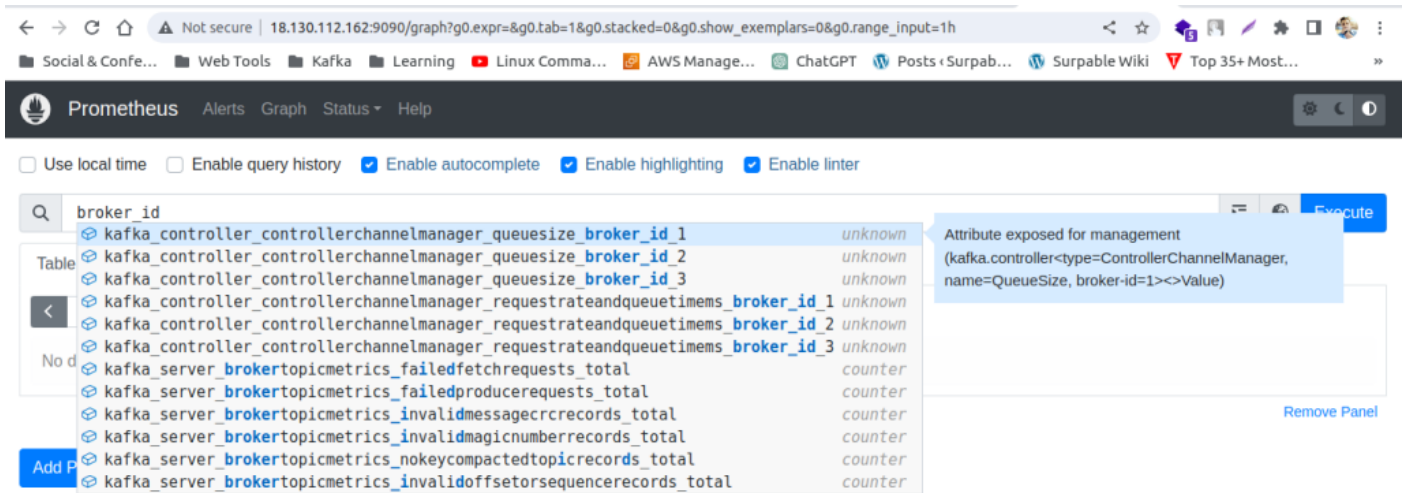 Not secure | 18.130.112.162:9090/graph?g0.expr=&g0.tab=1&g0.stacked=0&g0.show_exemplars=0&g0.range_input=1h
5
Social & Confe... Web Tools Kafka Learning Linux Comma... AWS Manage... ChatGPT Posts ‹ Surpab... Surpable Wiki Top 35+ Most... »
Prometheus Alerts Graph Status Help
Use local time Enable query history Enable autocomplete Enable highlighting Enable linter
broker_id Execute
kafka_controller_controllerchannelmanager_queuesize_broker_id_1 unknown
kafka_controller_controllerchannelmanager_queuesize_broker_id_2 unknown
kafka_controller_controllerchannelmanager_queuesize_broker_id_3 unknown
kafka_controller_controllerchannelmanager_requestrateandqueuetimems_broker_id_1 unknown
kafka_controller_controllerchannelmanager_requestrateandqueuetimems_broker_id_2 unknown
kafka_controller_controllerchannelmanager_requestrateandqueuetimems_broker_id_3 unknown
kafka_server_brokertopicmetrics_failedfetchrequests_total counter
kafka_server_brokertopicmetrics_failedproducerequests_total counter
kafka_server_brokertopicmetrics_invalidmessagecrcrecords_total counter
kafka_server_brokertopicmetrics_invalidmagicnumberrecords_total counter
kafka_server_brokertopicmetrics_nokeycompactedtopicrecords_total counter
kafka_server_brokertopicmetrics_invalidoffsetorsequencerecords_total counter
Attribute exposed for management
(kafka.controller<type=ControllerChannelManager,
name=QueueSize, broker-id=1><>Value)
Table
No d
Remove Panel
Add P